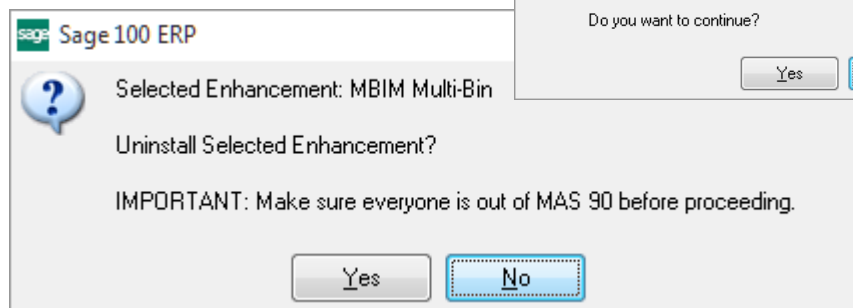 Do you want to continue?
Yes
sage Sage 100 ERP
Selected Enhancement: MBIM Multi-Bin
Uninstall Selected Enhancement?
IMPORTANT: Make sure everyone is out of MAS 90 before proceeding.
Yes
No